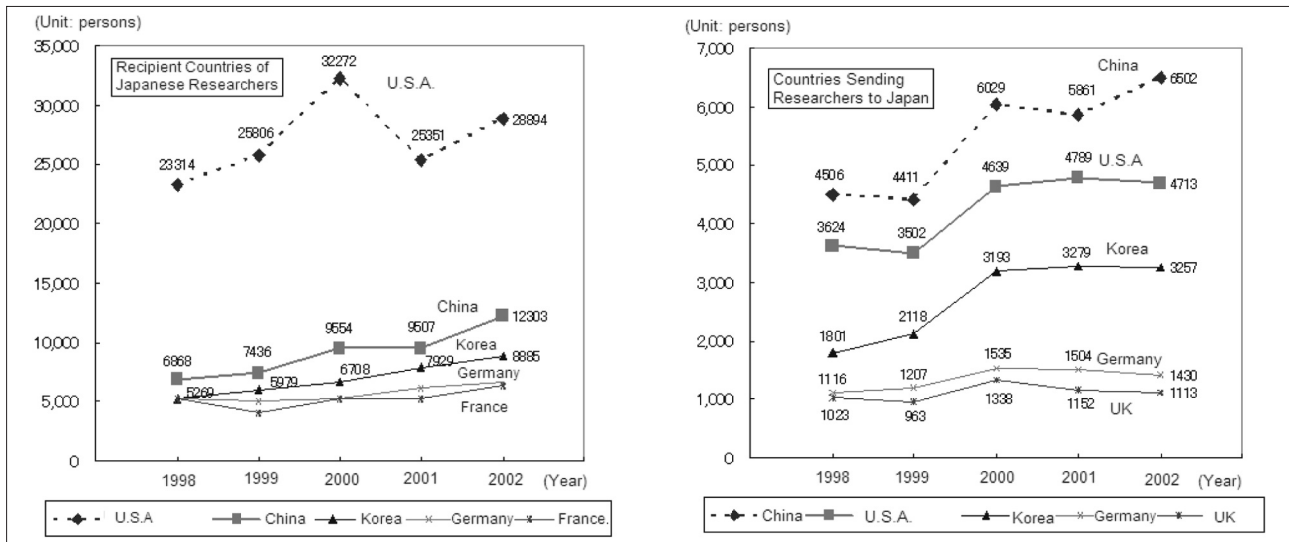 (Unit: persons)
35,000
30,000
25,000
20,000
15,000
10,000
5,000
0
Recipient Countries of
Japanese Researchers
U.S.A.
23314
25806
32272
25351
28894
China
6868
7436
9554
9507
12303
Korea
5269
5979
6708
7929
8885
Germany
France
1998
1999
2000
2001
2002
(Year)
U.S.A
China
Korea
Germany
France.
(Unit: persons)
7,000
6,000
5,000
4,000
3,000
2,000
1,000
0
Countries Sending
Researchers to Japan
China
4506
4411
6029
5861
6502
U.S.A
3624
3502
4639
4789
4713
Korea
1801
2118
3193
3279
3257
Germany
1116
1207
1535
1504
1430
UK
1023
963
1338
1152
1113
1998
1999
2000
2001
2002
(Year)
China
U.S.A.
Korea
Germany
UK